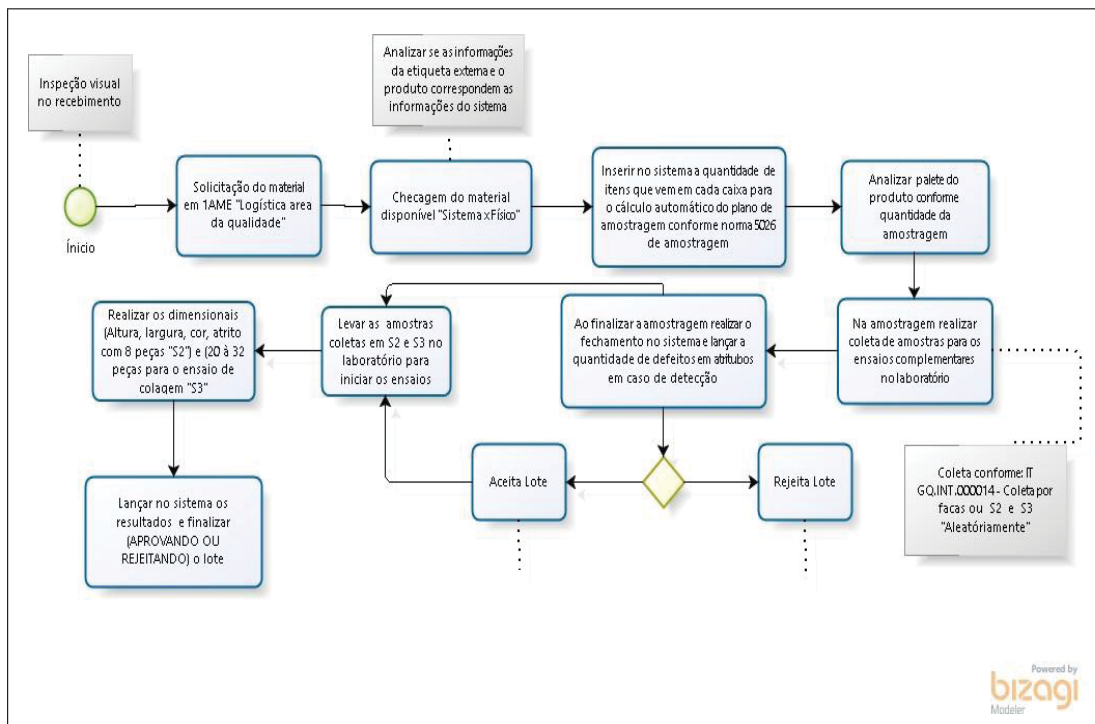 Inspeção visual
no recebimento
Analizar se as informações
da etiqueta externa e o
produto correspondem as
informações do sistema
Ínicio
Solicitação do material
em 1AME "Logística area
da qualidade"
Checagem do material
disponível "Sistema x Físico"
Inserir no sistema a quantidade de
itens que vem em cada caixa para
o cálculo automático do plano de
amostragem conforme norma 5026
de amostragem
Analizar palete do
produto conforme
quantidade da
amostragem
Na amostragem realizar
coleta de amostras para os
ensaios complementares
no laboratório
Ao finalizar a amostragem realizar o
fechamento no sistema e lançar a
quantidade de defeitos em atritubos
em caso de detecção
Levar as amostras
coletas em S2 e S3 no
laboratório para
iniciar os ensaios
Realizar os dimensionais
(Altura, largura, cor, atrito
com 8 peças "S2") e (20 à 32
peças para o ensaio de
colagem "S3"
Aceita Lote
Rejeita Lote
Coleta conforme: IT
GQ.INT.000014 - Coleta por
facas ou S2 e S3
"Aleatóriamente"
Lançar no sistema os
resultados e finalizar
(APROVANDO OU
REJEITANDO) o lote
Powered by
bizagi
Modeler